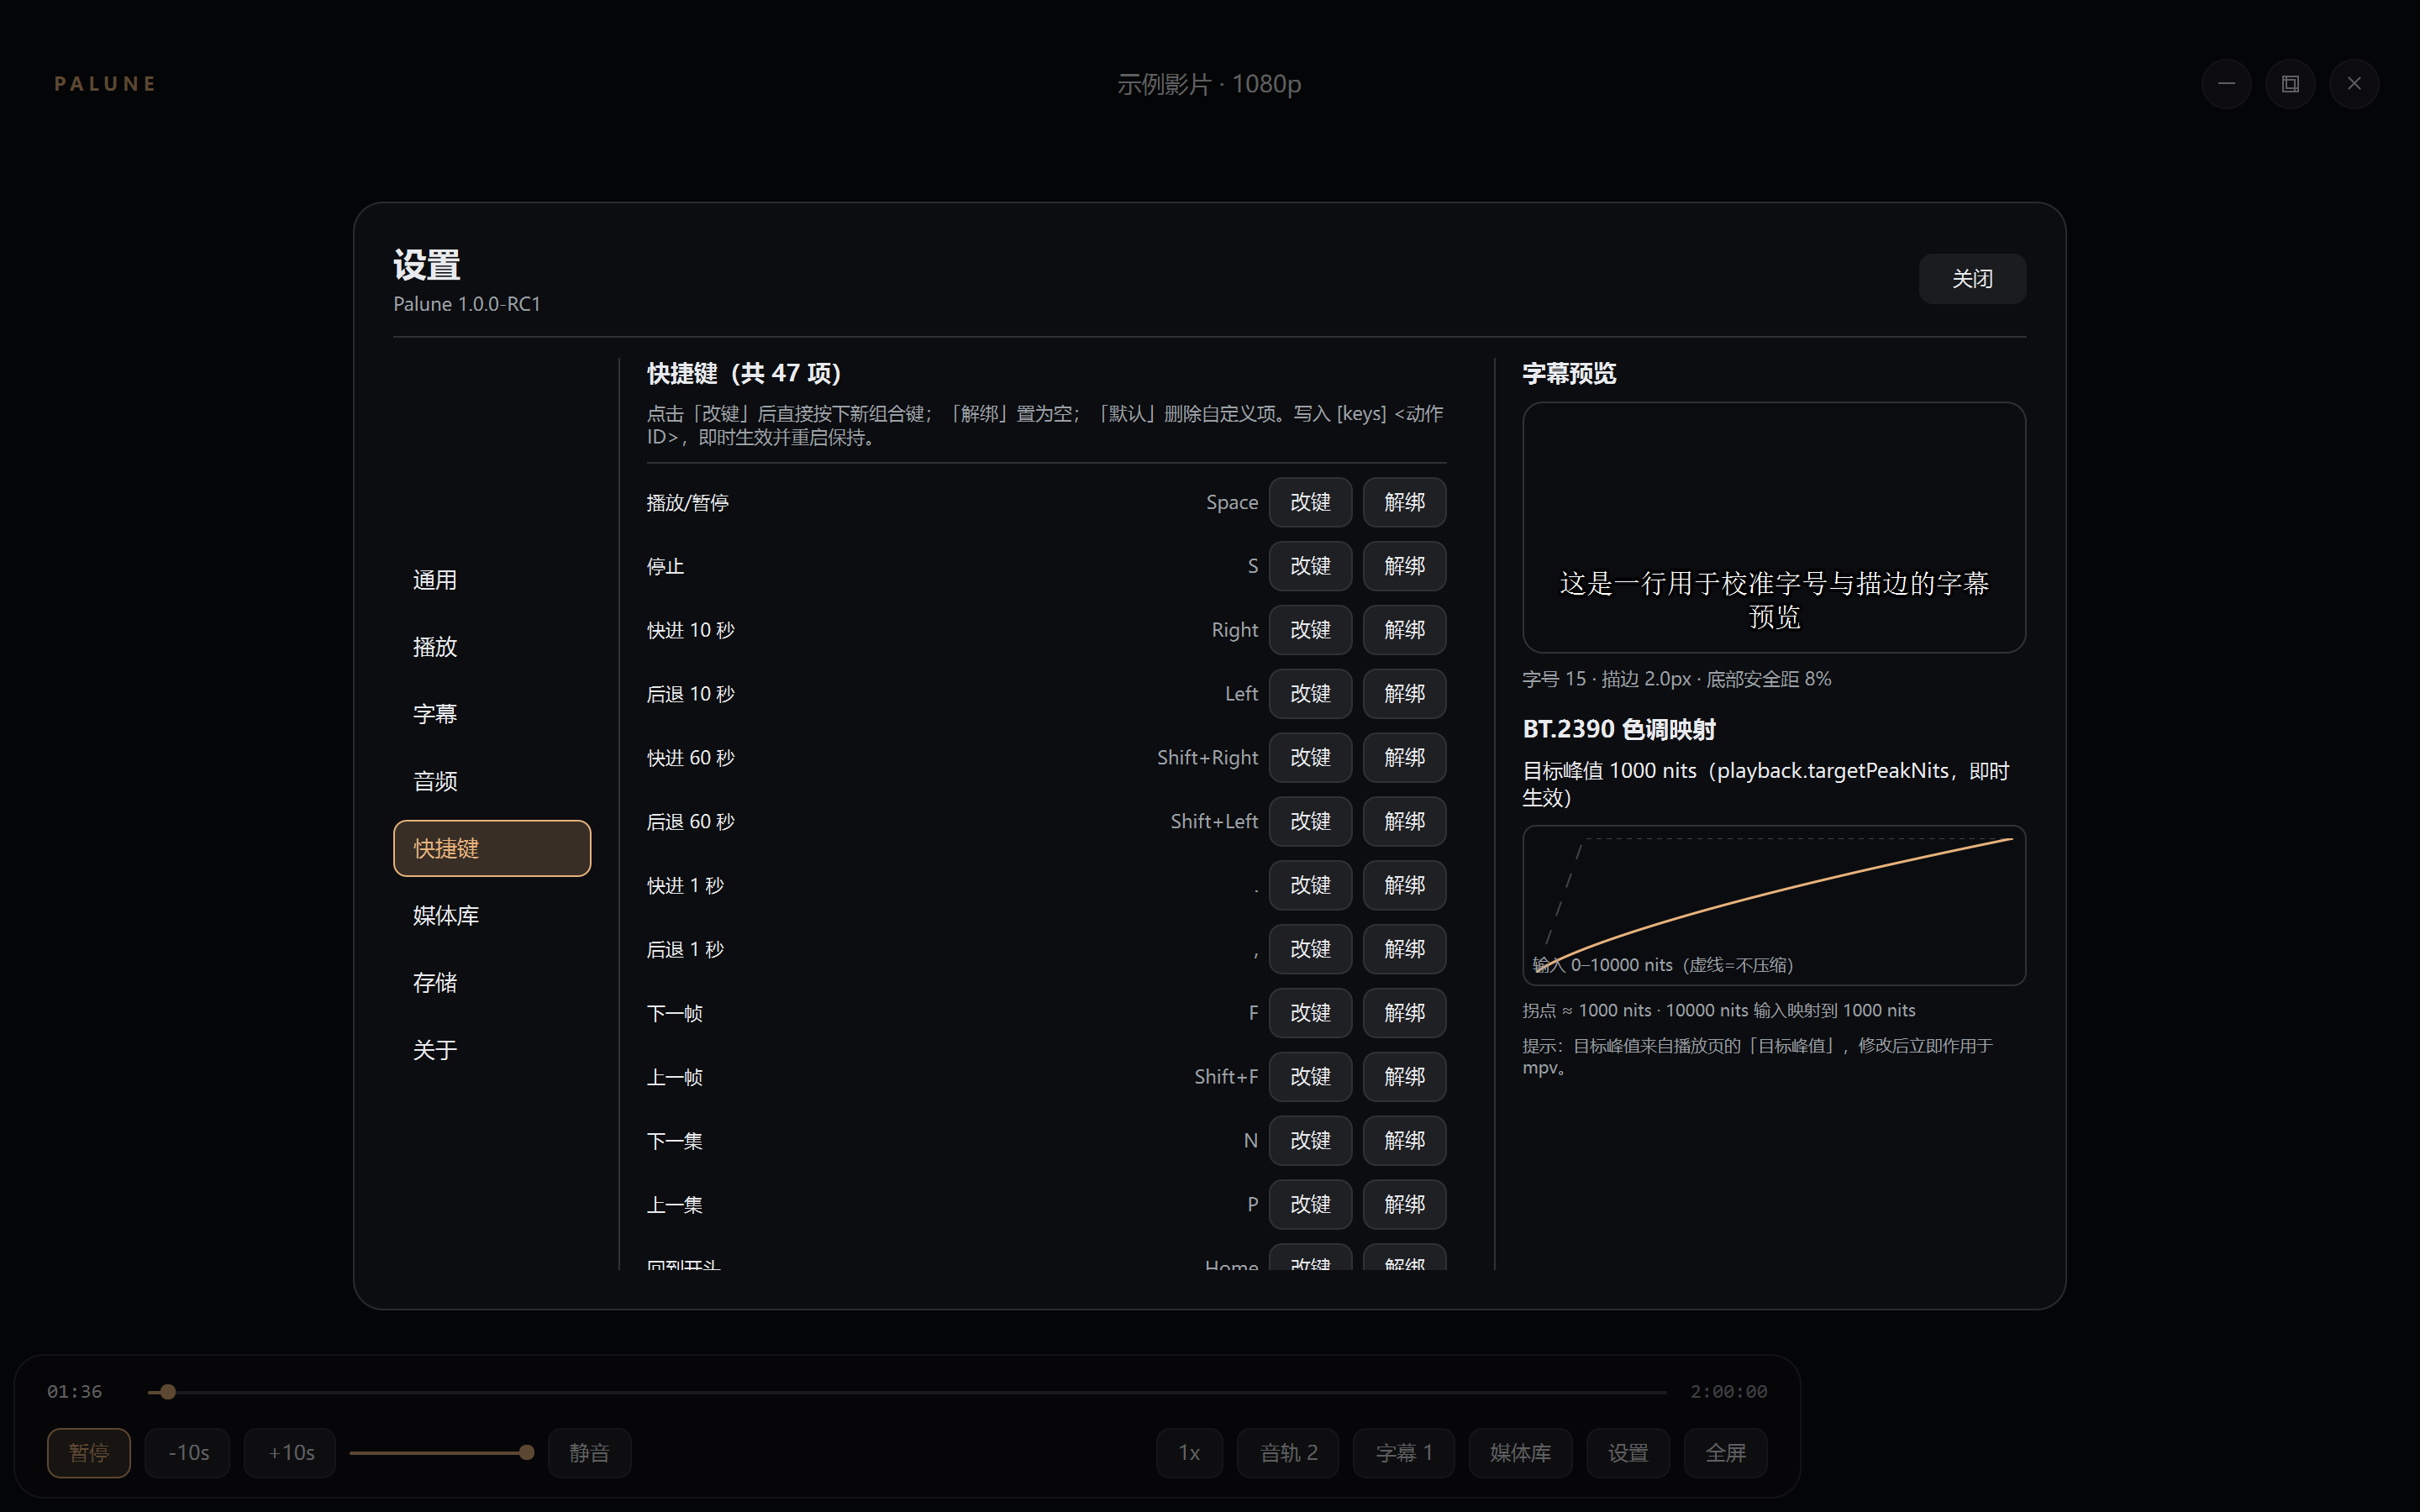 PALUNE
示例影片 · 1080p
设置
Palune 1.0.0-RC1
关闭
通用
播放
字幕
音频
快捷键
媒体库
存储
关于
快捷键（共 47 项）
点击「改键」后直接按下新组合键；「解绑」置为空；「默认」删除自定义项。写入 [keys] <动作
ID>，即时生效并重启保持。
播放/暂停 Space 改键 解绑
停止 S 改键 解绑
快进 10 秒 Right 改键 解绑
后退 10 秒 Left 改键 解绑
快进 60 秒 Shift+Right 改键 解绑
后退 60 秒 Shift+Left 改键 解绑
快进 1 秒 . 改键 解绑
后退 1 秒 , 改键 解绑
下一帧 F 改键 解绑
上一帧 Shift+F 改键 解绑
下一集 N 改键 解绑
上一集 P 改键 解绑
回到开头 Home 改键 解绑
字幕预览
这是一行用于校准字号与描边的字幕
预览
字号 15 · 描边 2.0px · 底部安全距 8%
BT.2390 色调映射
目标峰值 1000 nits（playback.targetPeakNits，即时
生效）
输入 0–10000 nits（虚线=不压缩）
拐点 ≈ 1000 nits · 10000 nits 输入映射到 1000 nits
提示：目标峰值来自播放页的「目标峰值」，修改后立即作用于
mpv。
01:36 2:00:00
暂停 -10s +10s 静音 1x 音轨 2 字幕 1 媒体库 设置 全屏